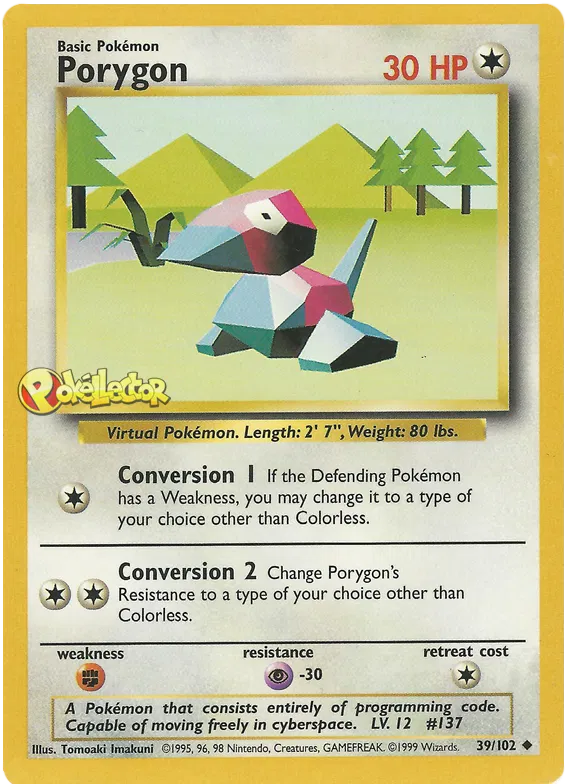 Basic Pokémon
Porygon 30 HP
Pokéllector
Virtual Pokémon. Length: 2' 7", Weight: 80 lbs.
Conversion 1 If the Defending Pokémon
has a Weakness, you may change it to a type of
your choice other than Colorless.
Conversion 2 Change Porygon's
Resistance to a type of your choice other than
Colorless.
weakness resistance retreat cost
-30
A Pokémon that consists entirely of programming code.
Capable of moving freely in cyberspace. LV. 12 #137
Illus. Tomoaki Imakuni ©1995, 96, 98 Nintendo, Creatures, GAMEFREAK. ©1999 Wizards. 39/102